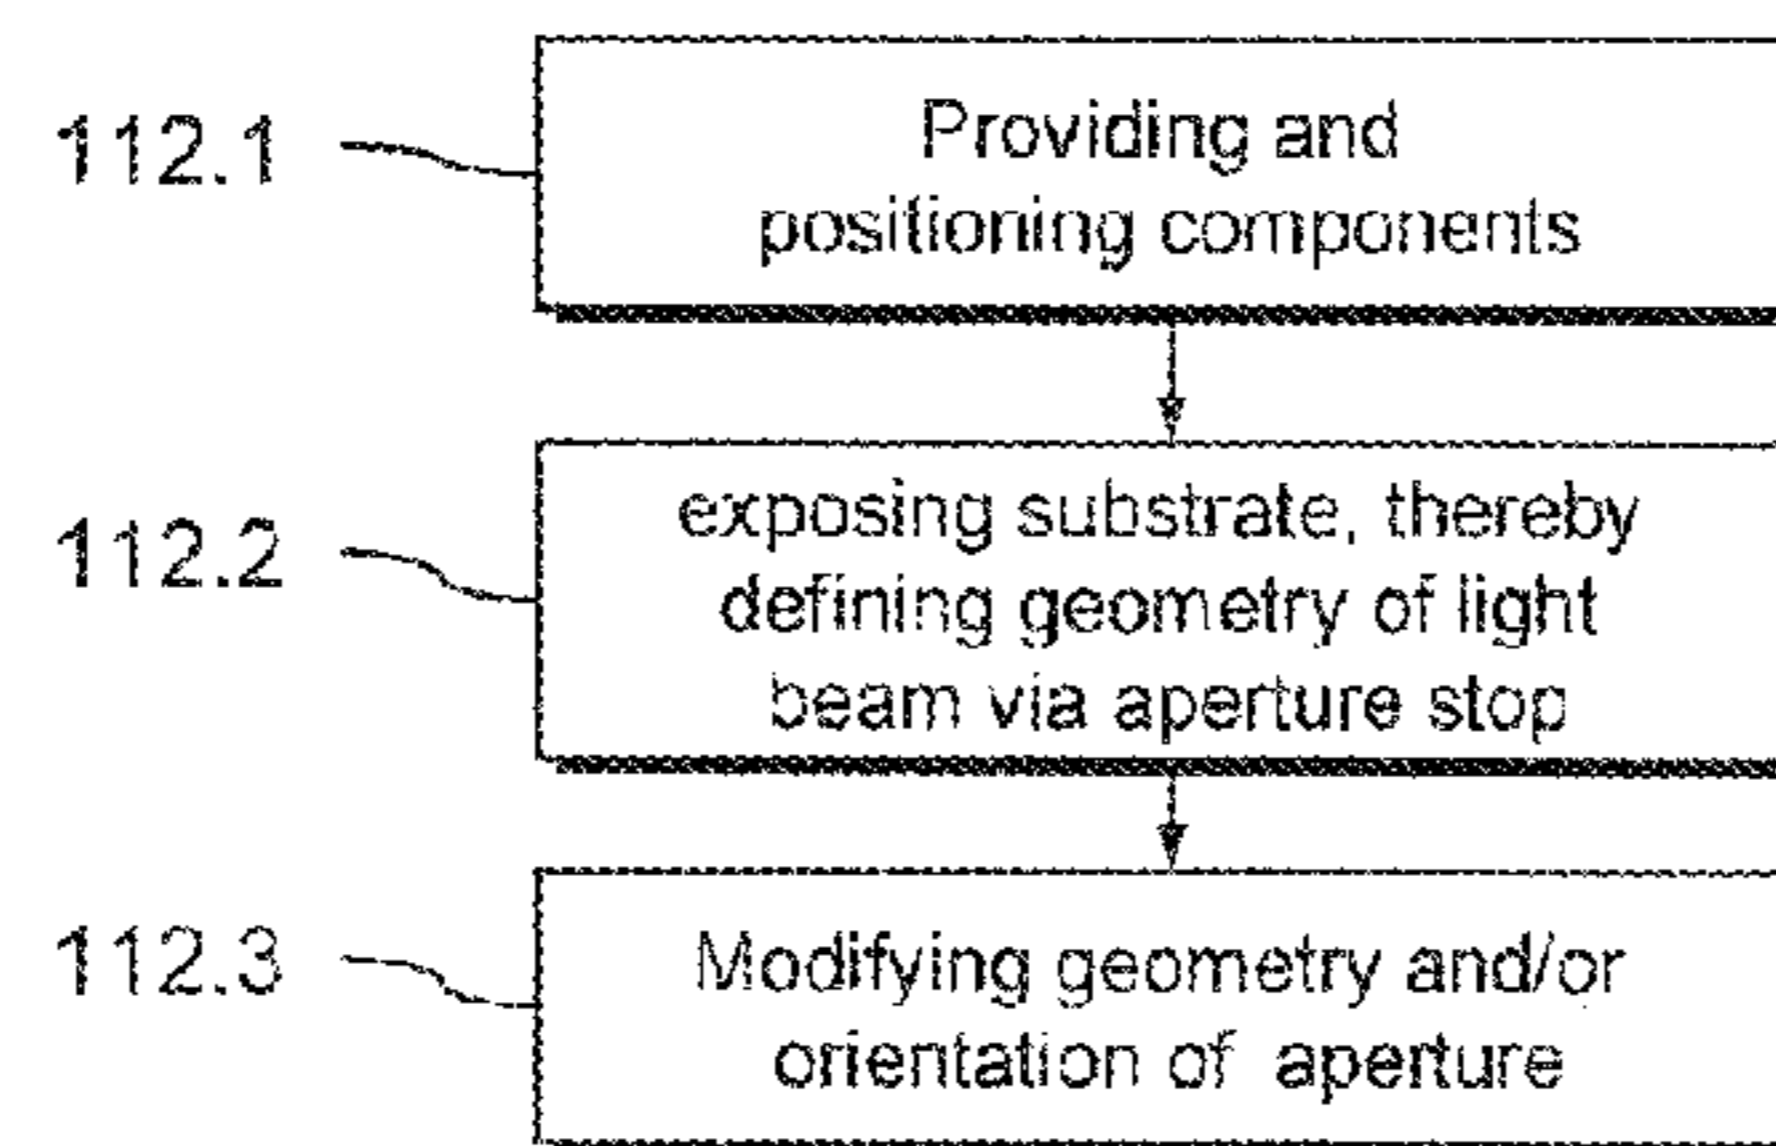 112.1
Providing and
positioning components
112.2
exposing substrate, thereby
defining geometry of light
beam via aperture stop
112.3
Modifying geometry and/or
orientation of aperture